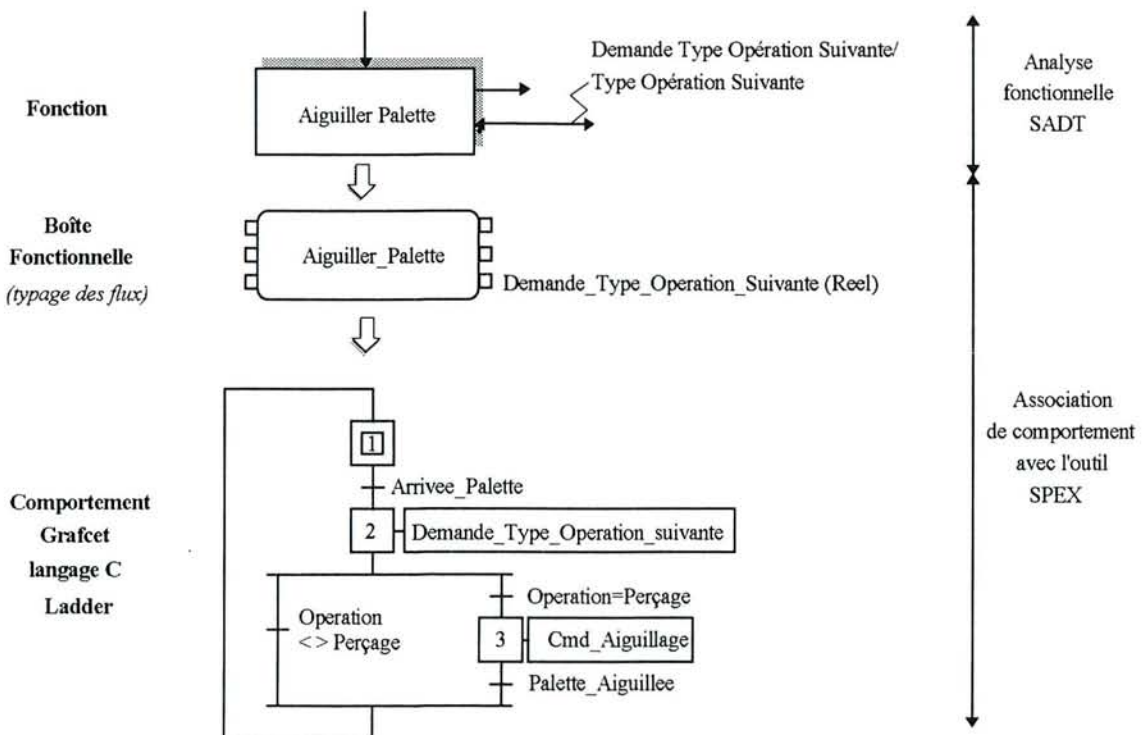 Demande Type Opération Suivante/
Type Opération Suivante
Analyse
fonctionnelle
SADT
Fonction
Aiguiller Palette
Boîte
Fonctionnelle
(typage des flux)
Aiguiller_Palette
Demande_Type_Operation_Suivante (Reel)
Association
de comportement
avec l'outil
SPEX
Comportement
Grafcet
langage C
Ladder
1
Arrivee_Palette
2
Demande_Type_Operation_suivante
Operation
<> Perçage
Operation=Perçage
3
Cmd_Aiguillage
Palette_Aiguillee